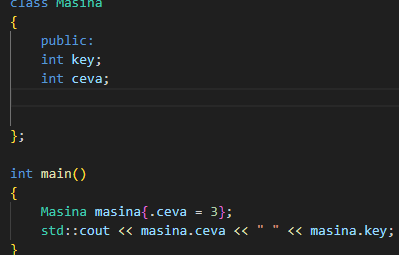 class Masina
{
    public:
    int key;
    int ceva;
};
int main()
{
    Masina masina{.ceva = 3};
    std::cout << masina.ceva << " " << masina.key;
}